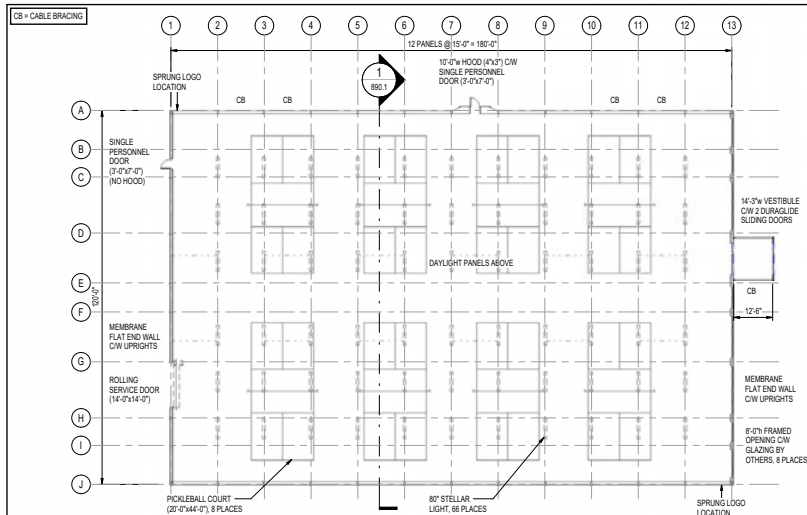 CB = CABLE BRACING
1
2
3
4
5
6
7
8
9
10
11
12
13
12 PANELS @ 15'-0" = 180'-0"
10'-0"w HOOD (4"x3") C/W
SINGLE PERSONNEL
DOOR (3'-0"x7'-0")
1
890.1
SPRUNG LOGO
LOCATION
CB
CB
CB
CB
A
B
C
D
E
F
G
H
I
J
120'-0"
SINGLE
PERSONNEL
DOOR
(3'-0"x7'-0")
(NO HOOD)
14'-3"w VESTIBULE
C/W 2 DURAGLIDE
SLIDING DOORS
DAYLIGHT PANELS ABOVE
CB
12'-6"
MEMBRANE
FLAT END WALL
C/W UPRIGHTS
ROLLING
SERVICE DOOR
(14'-0"x14'-0")
MEMBRANE
FLAT END WALL
C/W UPRIGHTS
8'-0"h FRAMED
OPENING C/W
GLAZING BY
OTHERS, 8 PLACES
PICKLEBALL COURT
(20'-0"x44'-0"), 8 PLACES
80" STELLAR
LIGHT, 66 PLACES
SPRUNG LOGO
LOCATION